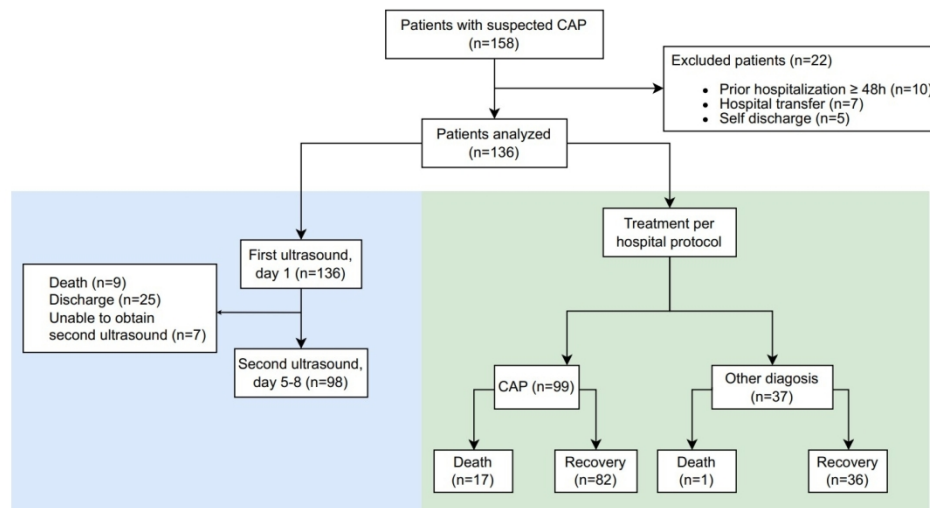 Patients with suspected CAP
(n=158)
Excluded patients (n=22)
• Prior hospitalization ≥ 48h (n=10)
• Hospital transfer (n=7)
• Self discharge (n=5)
Patients analyzed
(n=136)
Treatment per
hospital protocol
First ultrasound,
day 1 (n=136)
Death (n=9)
Discharge (n=25)
Unable to obtain
second ultrasound (n=7)
Second ultrasound,
day 5-8 (n=98)
CAP (n=99)
Other diagosis
(n=37)
Death
(n=17)
Recovery
(n=82)
Death
(n=1)
Recovery
(n=36)